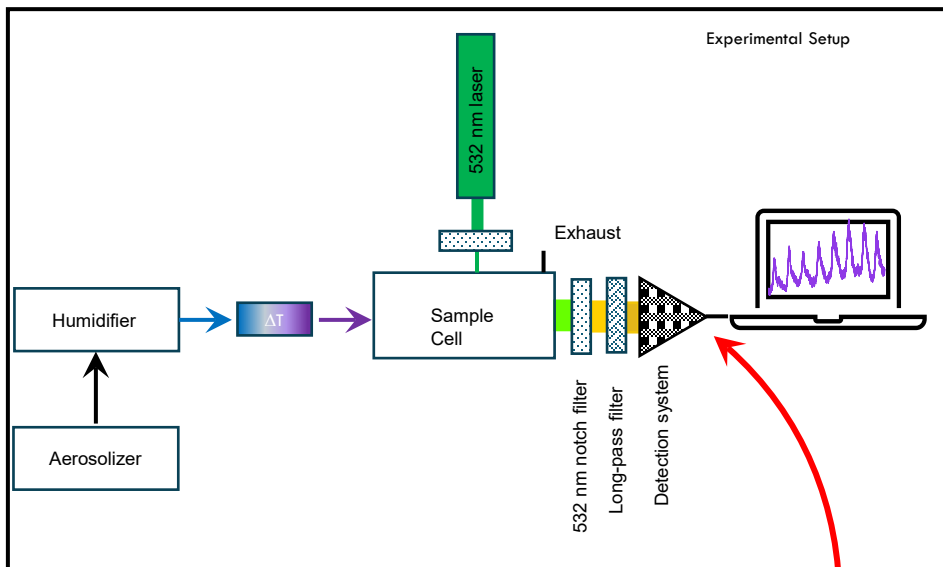 Experimental Setup
532 nm laser
Exhaust
Humidifier
ΔT
Sample
Cell
Aerosolizer
532 nm notch filter
Long-pass filter
Detection system